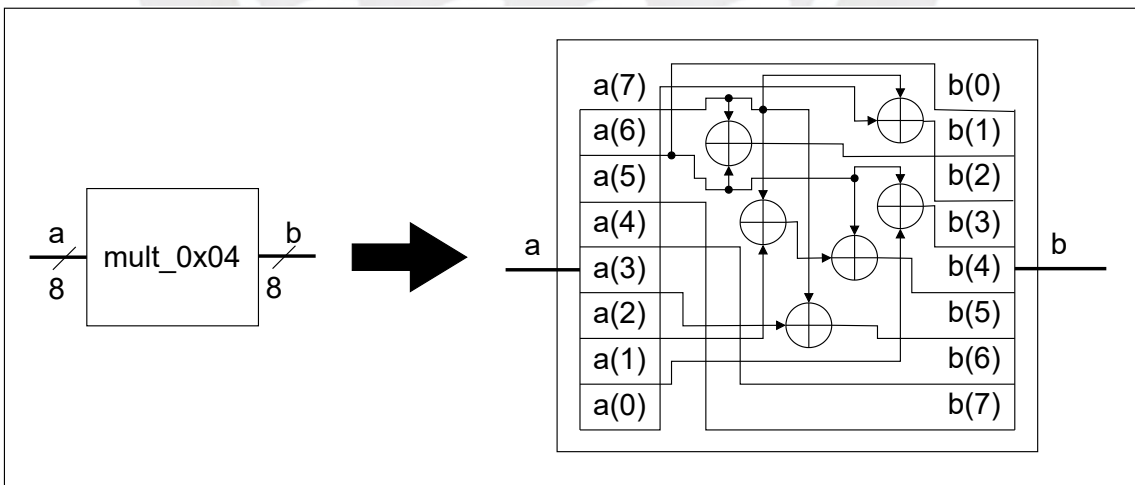 a
8
mult_0x04
b
8
a
a(7)
a(6)
a(5)
a(4)
a(3)
a(2)
a(1)
a(0)
b(0)
b(1)
b(2)
b(3)
b(4)
b(5)
b(6)
b(7)
b